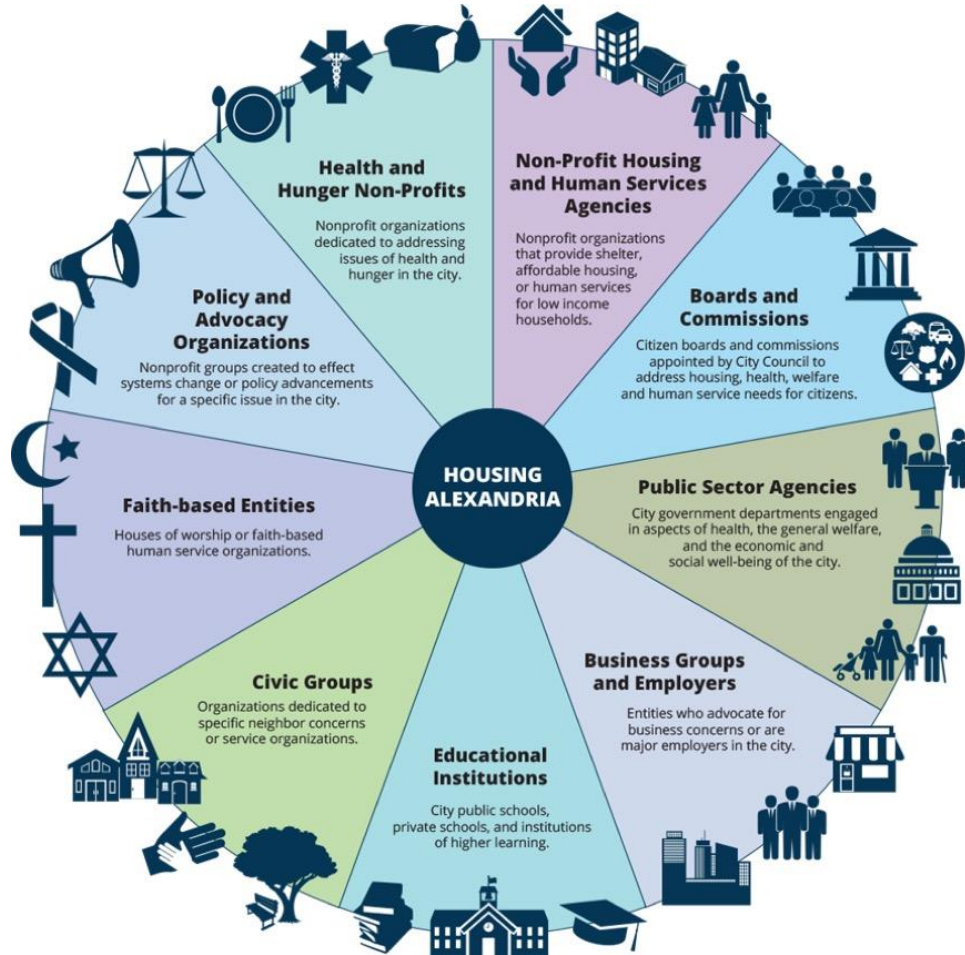 Health and
Hunger Non-Profits
Nonprofit organizations
dedicated to addressing
issues of health and
hunger in the city.
Non-Profit Housing
and Human Services
Agencies
Nonprofit organizations
that provide shelter,
affordable housing,
or human services
for low income
households.
Boards and
Commissions
Citizen boards and commissions
appointed by City Council to
address housing, health, welfare
and human service needs for citizens.
Public Sector Agencies
City government departments engaged
in aspects of health, the general welfare,
and the economic and
social well-being of the city.
Business Groups
and Employers
Entities who advocate for
business concerns or are
major employers in the city.
Educational
Institutions
City public schools,
private schools, and institutions
of higher learning.
Civic Groups
Organizations dedicated to
specific neighbor concerns
or service organizations.
Faith-based Entities
Houses of worship or faith-based
human service organizations.
Policy and
Advocacy
Organizations
Nonprofit groups created to effect
systems change or policy advancements
for a specific issue in the city.
HOUSING
ALEXANDRIA